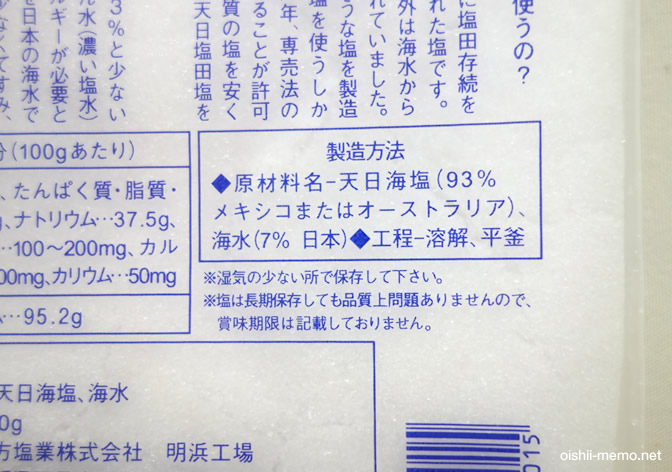 使うの?
に塩田存続を
れた塩です。
外は海水から
れていました。
うな塩を製造
塩を使うしか
年、専売法の
ることが許可
質の塩を安く
天日塩田塩を
3%と少ない
ん水(濃い塩水)
ルギーが必要と
を日本の海水で
分(100gあたり)
、たんぱく質・脂質・
g、ナトリウム…37.5g、
…100〜200mg、カル
00mg、カリウム…50mg
…95.2g
製造方法
◆原材料名−天日海塩(93%
メキシコまたはオーストラリア)、
海水(7% 日本)◆工程−溶解、平釜
※湿気の少ない所で保存して下さい。
※塩は長期保存しても品質上問題ありませんので、
賞味期限は記載しておりません。
天日海塩、海水
0g
方塩業株式会社 明浜工場
015
oishii-memo.net